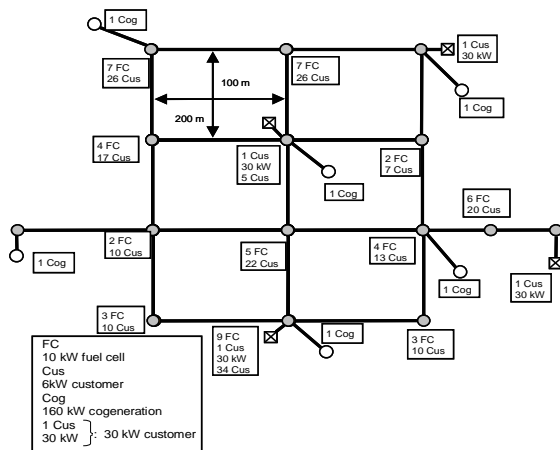 1 Cog
7 FC
26 Cus
100 m
200 m
7 FC
26 Cus
1 Cus
30 kW
1 Cog
4 FC
17 Cus
1 Cus
30 kW
5 Cus
1 Cog
2 FC
7 Cus
6 FC
20 Cus
1 Cog
2 FC
10 Cus
5 FC
22 Cus
4 FC
13 Cus
1 Cog
1 Cus
30 kW
3 FC
10 Cus
9 FC
1 Cus
30 kW
34 Cus
1 Cog
3 FC
10 Cus
FC
10 kW fuel cell
Cus
6kW customer
Cog
160 kW cogeneration
1 Cus
30 kW
: 30 kW customer